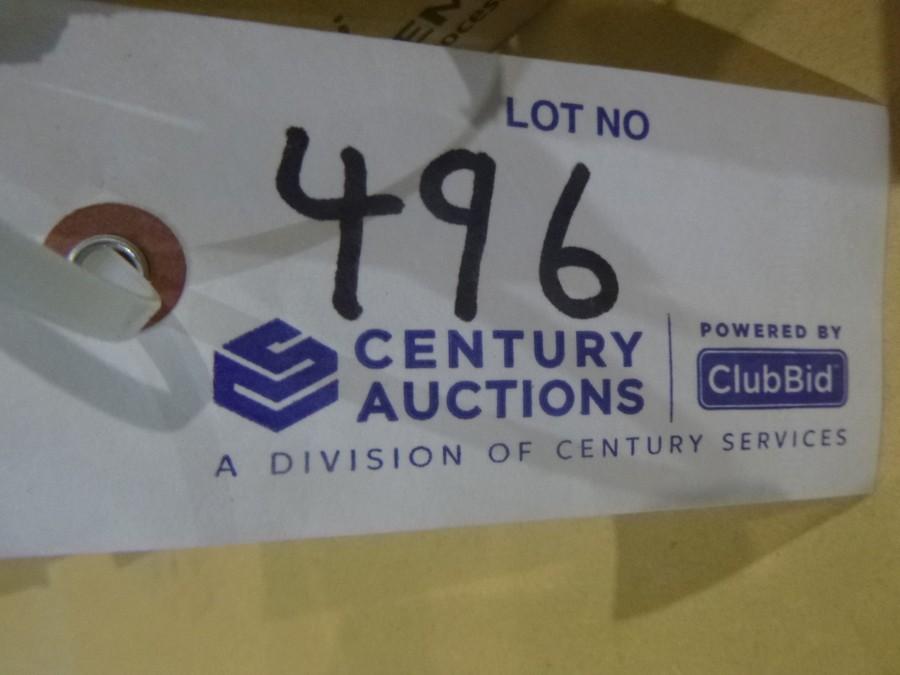 LOT NO
496
CENTURY
AUCTIONS
POWERED BY
ClubBid
A DIVISION OF CENTURY SERVICES